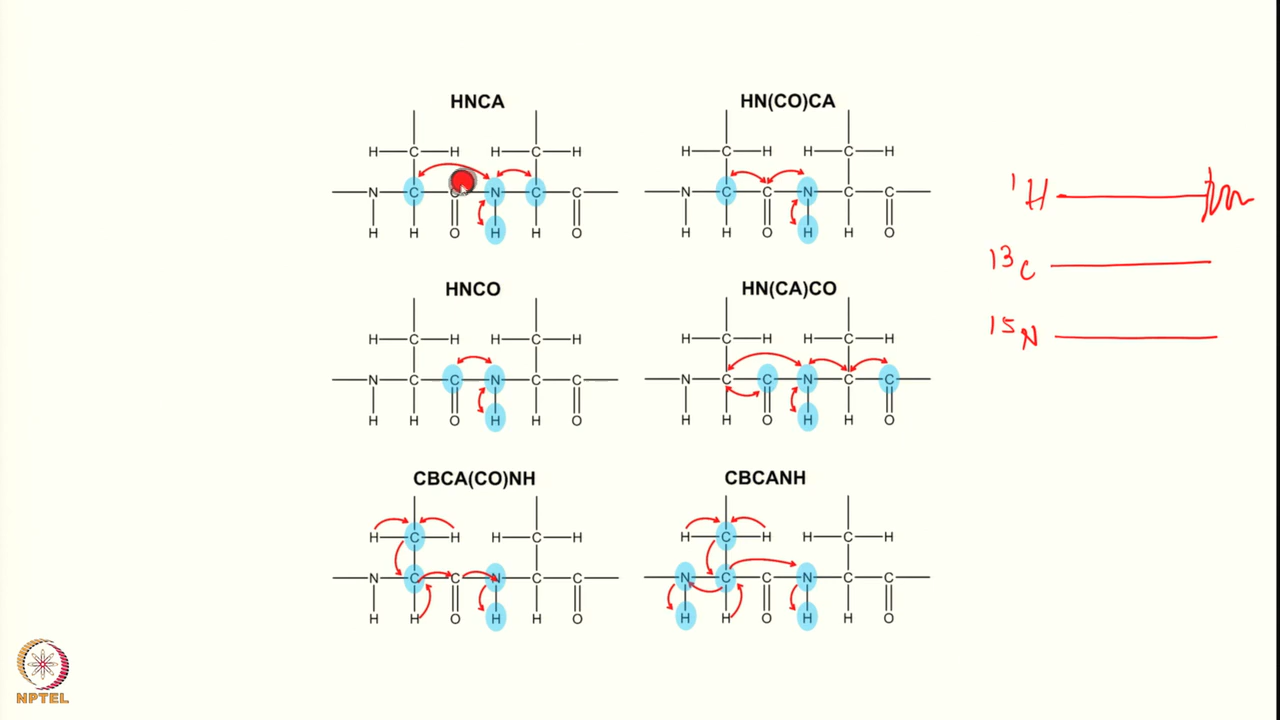 HNCA HN(CO)CA
H C H H C H H C H H C H
N C C N C C N C C N C C
H H O H H O H H O H H O
HNCO HN(CA)CO
H C H H C H H C H H C H
N C C N C C N C C N C C
H H O H H O H H O H H O
CBCA(CO)NH CBCANH
H C H H C H H C H H C H
N C C N C C N C C N C C
H H O H H O H H O H H O
1H
13C
15N
NPTEL